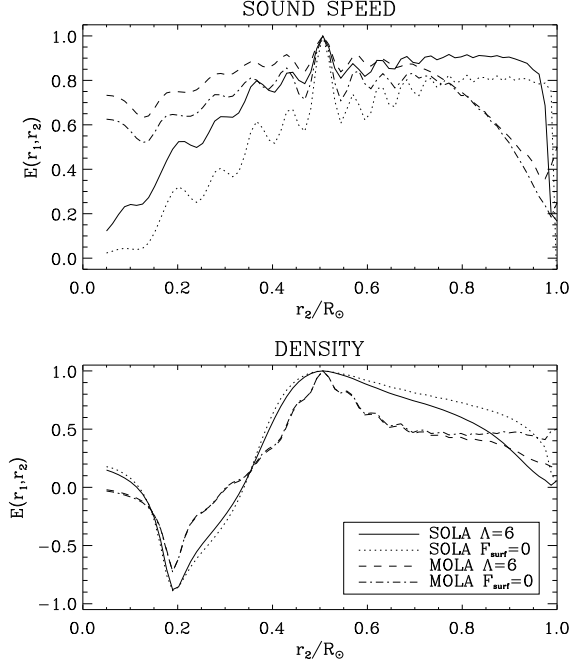 SOUND SPEED
E(r₁,r₂)
1.0
0.8
0.6
0.4
0.2
0.0
0.0 0.2 0.4 0.6 0.8 1.0
r₂/R☉
DENSITY
E(r₁,r₂)
1.0
0.5
0.0
−0.5
−1.0
SOLA Λ=6
SOLA Fsurf=0
MOLA Λ=6
MOLA Fsurf=0
0.0 0.2 0.4 0.6 0.8 1.0
r₂/R☉